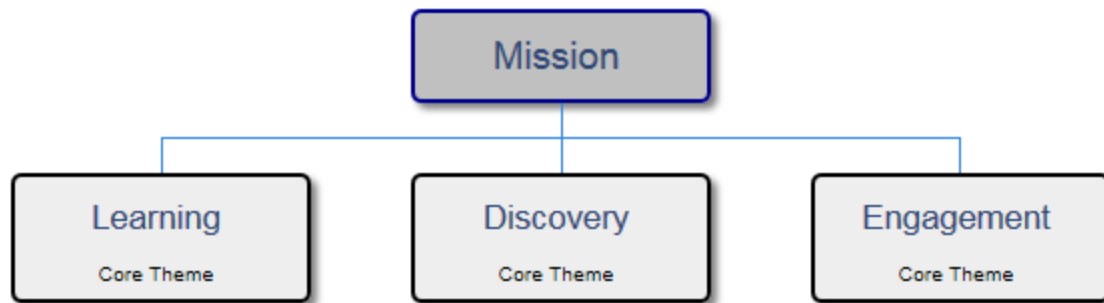 Mission
Learning
Core Theme
Discovery
Core Theme
Engagement
Core Theme